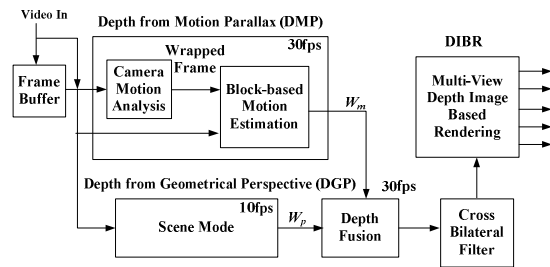 Video In
Depth from Motion Parallax (DMP)
30fps
Wrapped
Frame
Frame
Buffer
Camera
Motion
Analysis
Block-based
Motion
Estimation
Wm
DIBR
Multi-View
Depth Image
Based
Rendering
Depth from Geometrical Perspective (DGP)
10fps
Scene Mode
Wp
30fps
Depth
Fusion
Cross
Bilateral
Filter